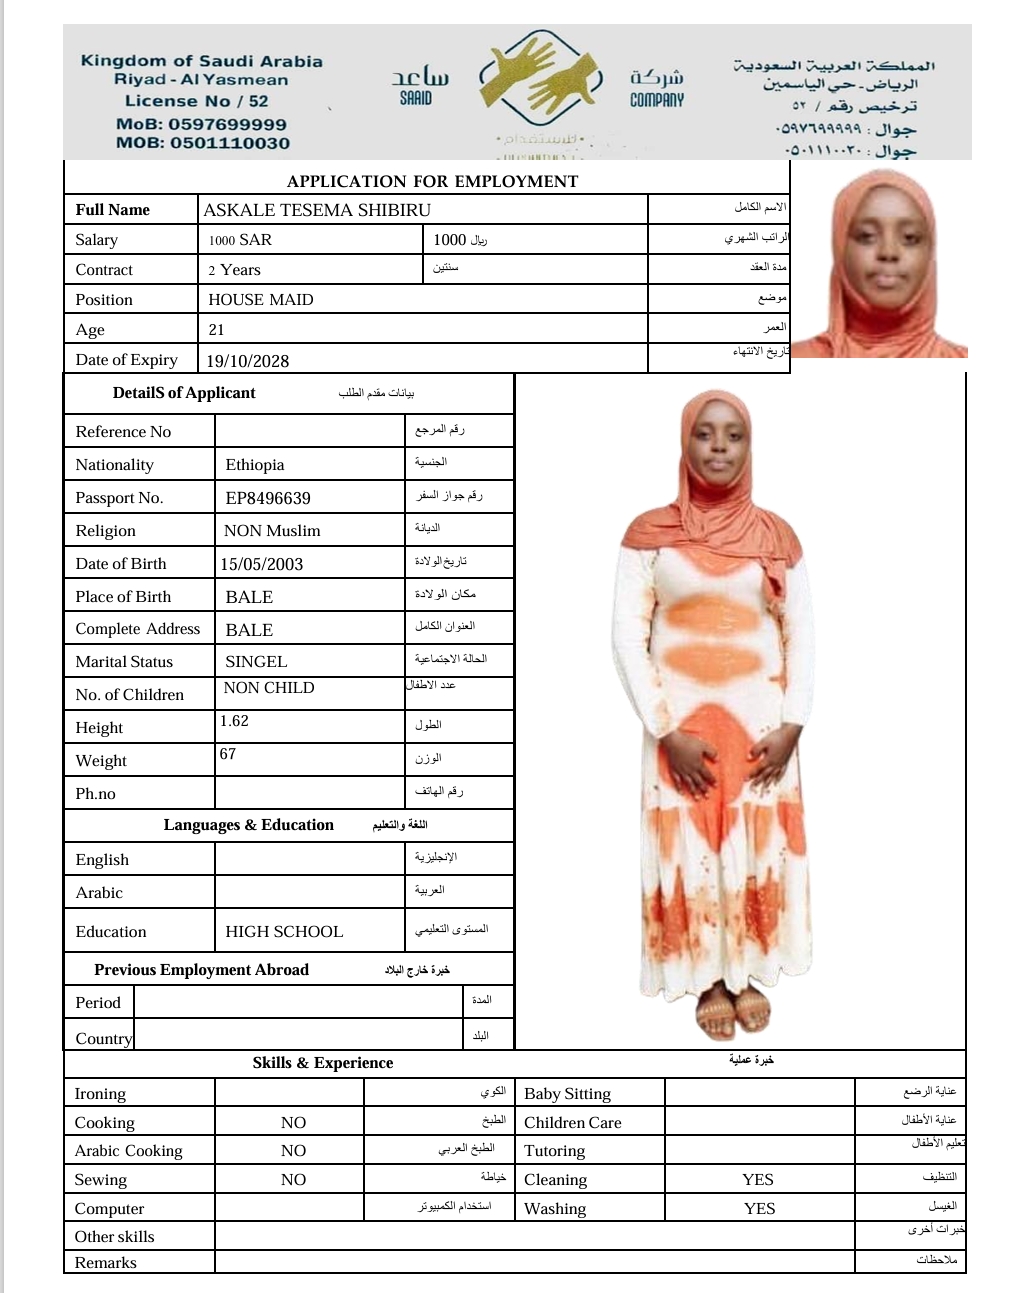 Kingdom of Saudi Arabia
Riyad - Al Yasmean
License No / 52
MoB: 0597699999
MOB: 0501110030
ساعد
SAAID
شركة
COMPANY
للاستقدام
المملكة العربية السعودية
الرياض - حي الياسمين
ترخيص رقم / ٥٢
جوال : ٠٥٩٧٦٩٩٩٩٩
جوال : ٠٥٠١١١٠٠٣٠
APPLICATION FOR EMPLOYMENT
Full Name ASKALE TESEMA SHIBIRU الاسم الكامل
Salary 1000 SAR 1000 ريال الراتب الشهري
Contract 2 Years سنتين مدة العقد
Position HOUSE MAID موضع
Age 21 العمر
Date of Expiry 19/10/2028 تاريخ الانتهاء
DetailS of Applicant بيانات مقدم الطلب
Reference No رقم المرجع
Nationality Ethiopia الجنسية
Passport No. EP8496639 رقم جواز السفر
Religion NON Muslim الديانة
Date of Birth 15/05/2003 تاريخ الولادة
Place of Birth BALE مكان الولادة
Complete Address BALE العنوان الكامل
Marital Status SINGEL الحالة الاجتماعية
No. of Children NON CHILD عدد الاطفال
Height 1.62 الطول
Weight 67 الوزن
Ph.no رقم الهاتف
Languages & Education اللغة والتعليم
English الإنجليزية
Arabic العربية
Education HIGH SCHOOL المستوى التعليمي
Previous Employment Abroad خبرة خارج البلاد
Period المدة
Country البلد
Skills & Experience خبرة عملية
Ironing الكوي Baby Sitting عناية الرضع
Cooking NO الطبخ Children Care عناية الأطفال
Arabic Cooking NO الطبخ العربي Tutoring تعليم الأطفال
Sewing NO خياطة Cleaning YES التنظيف
Computer استخدام الكمبيوتر Washing YES الغيسل
Other skills خبرات أخرى
Remarks ملاحظات